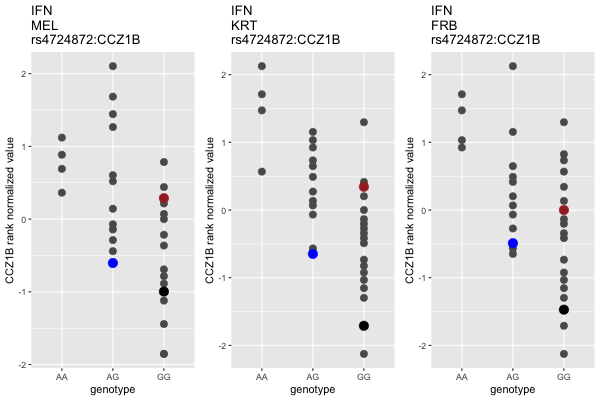 IFN
MEL
rs4724872:CCZ1B
CCZ1B rank normalized value
2
1
0
-1
-2
AA
AG
GG
genotype
IFN
KRT
rs4724872:CCZ1B
CCZ1B rank normalized value
2
1
0
-1
-2
AA
AG
GG
genotype
IFN
FRB
rs4724872:CCZ1B
CCZ1B rank normalized value
2
1
0
-1
-2
AA
AG
GG
genotype